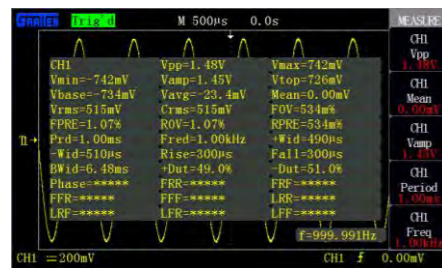 GRATTEN Trig'd M 500μs 0.0s MEASURE
CH1 Vpp=1.48V Vmax=742mV
Vmin=-742mV Vamp=1.45V Vtop=726mV
Vbase=-734mV Vavg=-23.4mV Mean=0.00mV
Vrms=515mV Crms=515mV FOV=534m%
FPRE=1.07% ROV=1.07% RPRE=534m%
Prd=1.00ms Fred=1.00kHz +Wid=490μs
-Wid=510μs Rise=300μs Fall=300μs
BWid=6.48ms +Dut=49.0% -Dut=51.0%
Phase=***** FRR=***** FRF=*****
FFR=***** FFF=***** LRR=*****
LRF=***** LFR=***** LFF=*****
f=999.991Hz
CH1
Vpp
1.48V
CH1
Mean
0.00mV
CH1
Vamp
1.45V
CH1
Period
1.00ms
CH1
Freq
1.00kHz
CH1 200mV CH1 0.00mV